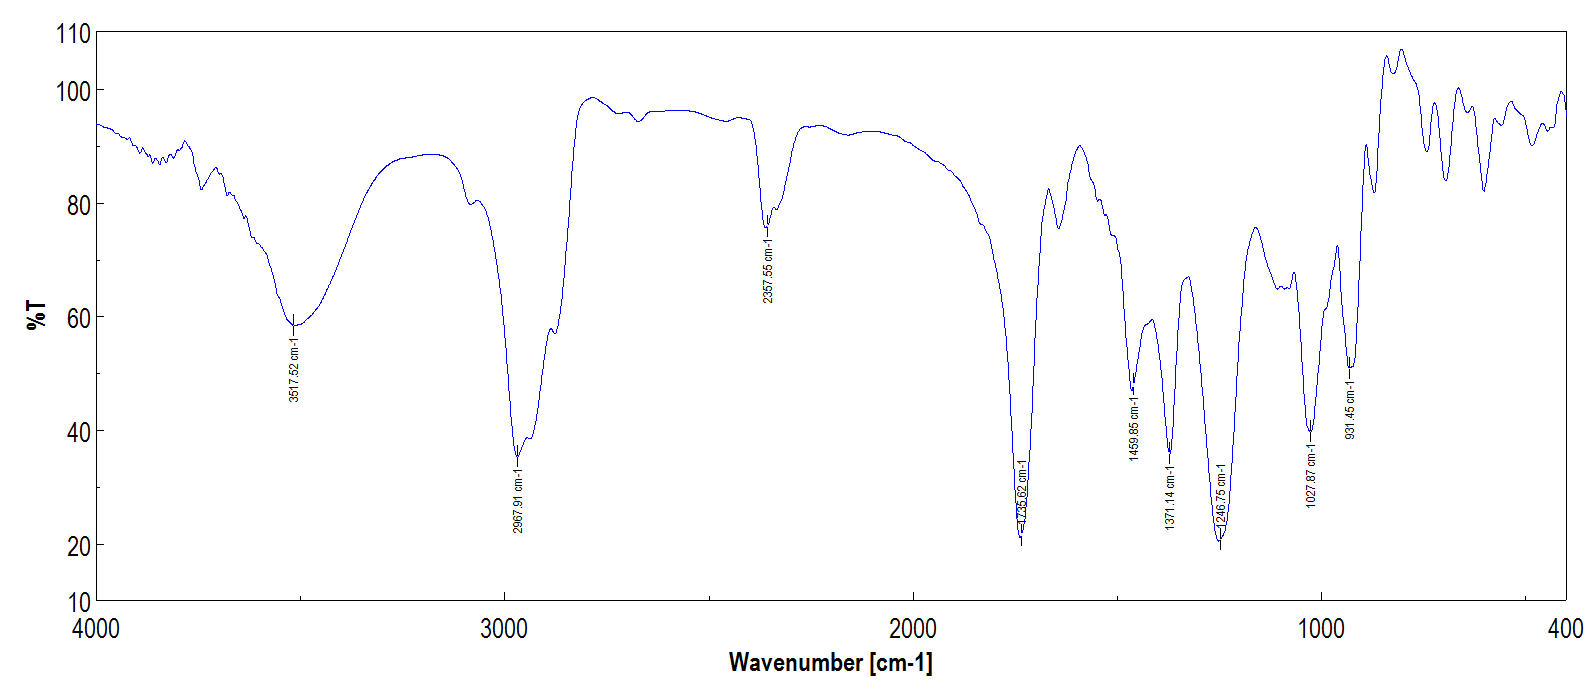 110
100
80
60
%T
40
20
10
4000
3000
2000
1000
400
Wavenumber [cm-1]
3517.52 cm-1
2967.91 cm-1
2357.55 cm-1
1735.62 cm-1
1459.85 cm-1
1371.14 cm-1
1246.75 cm-1
1027.87 cm-1
931.45 cm-1